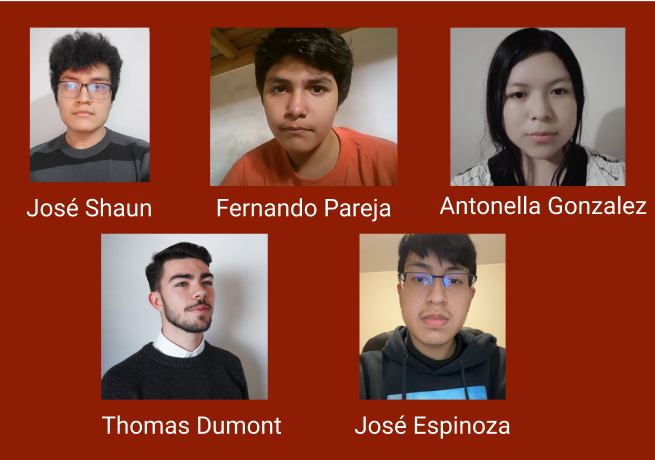 José Shaun
Fernando Pareja
Antonella Gonzalez
Thomas Dumont
José Espinoza